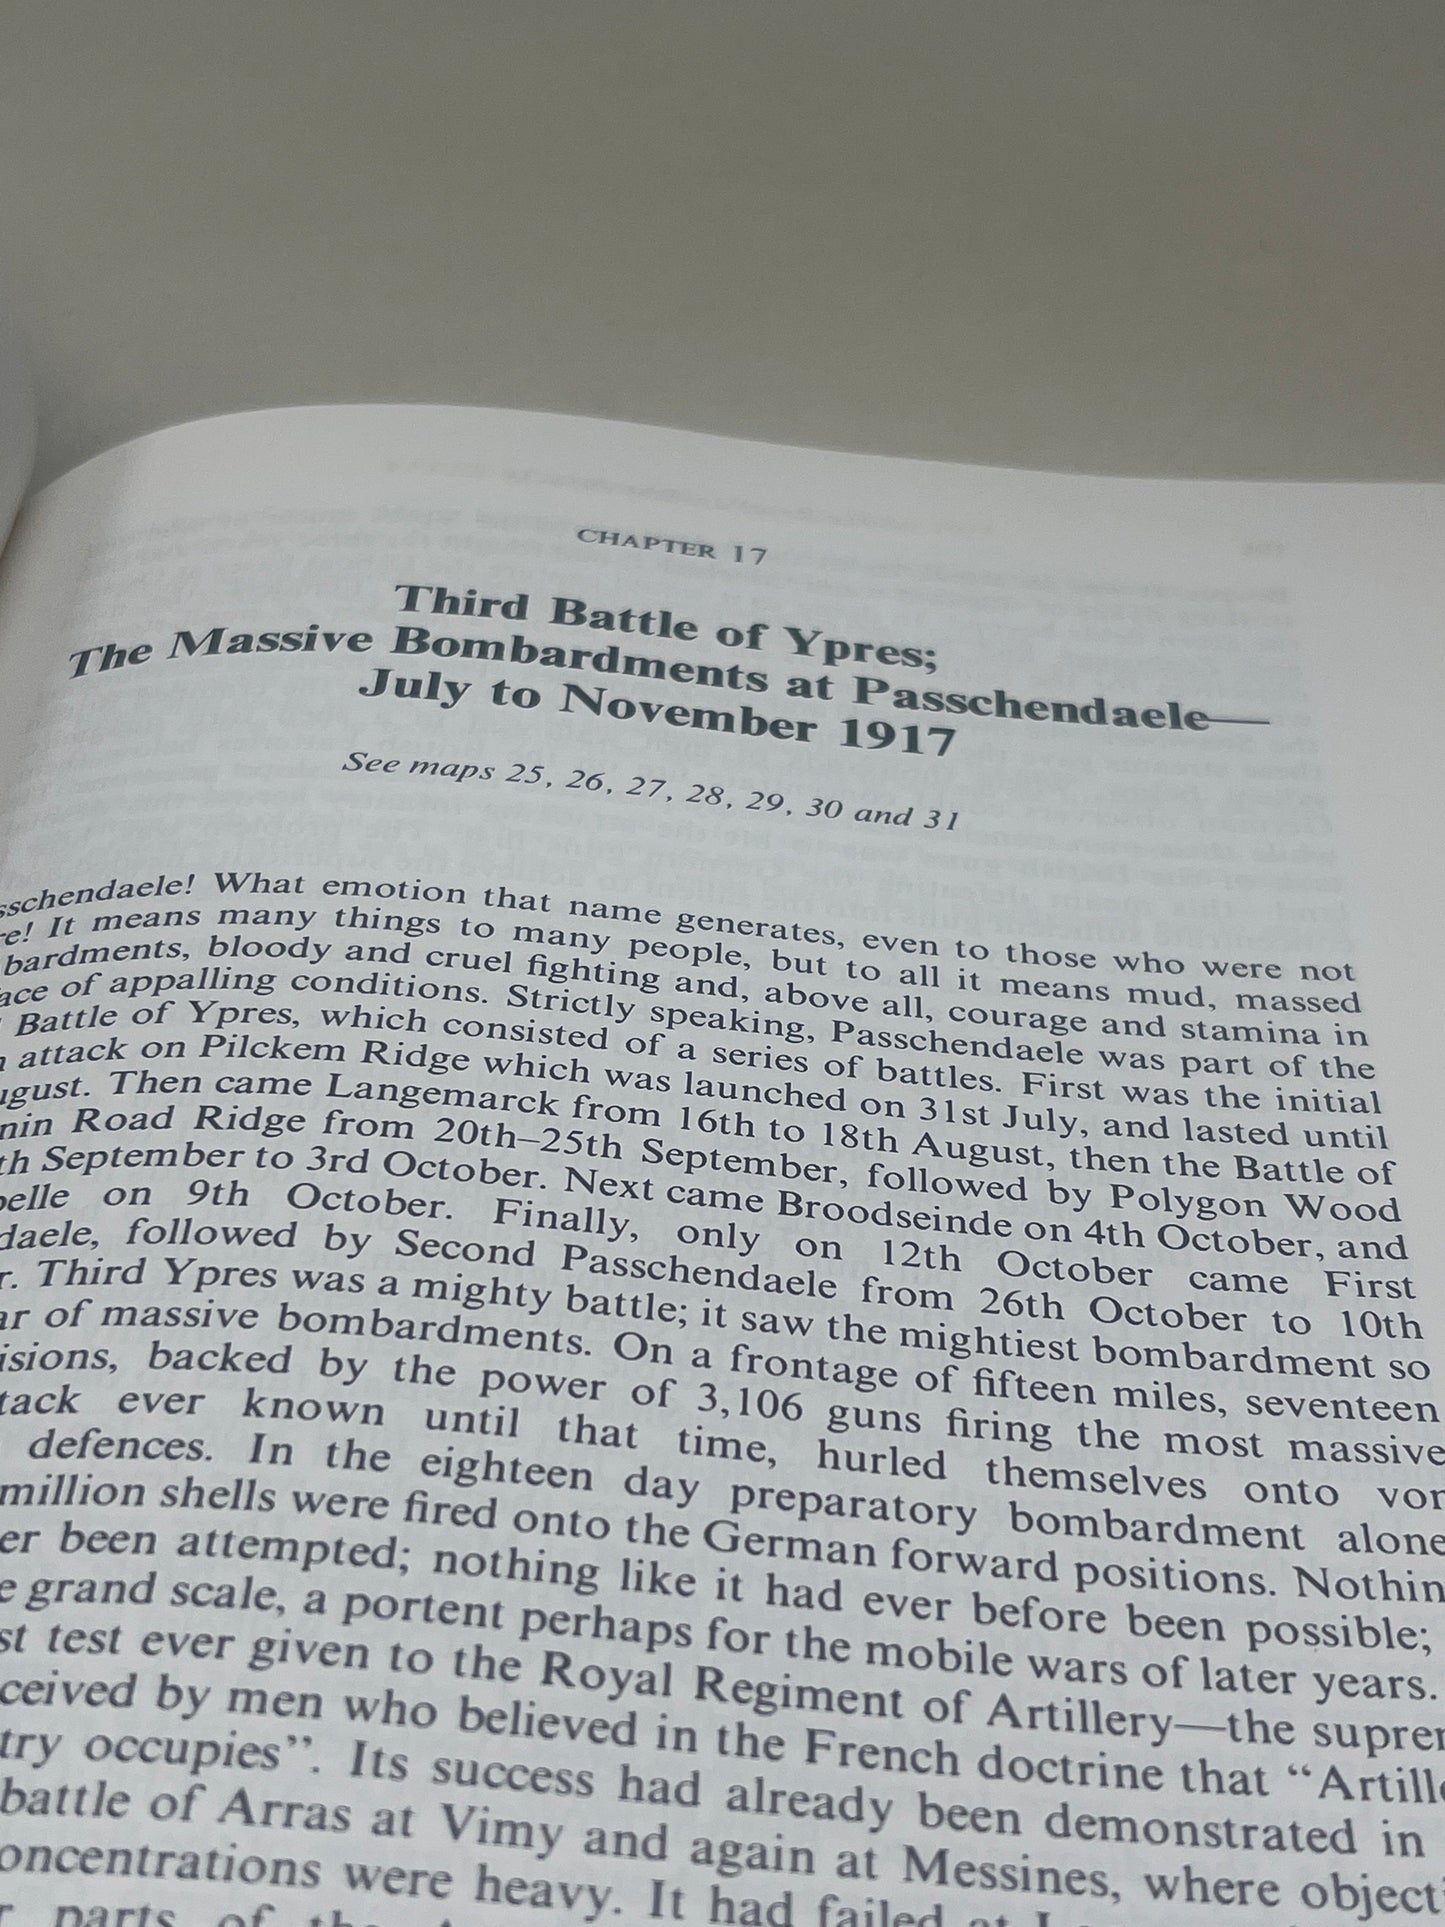 CHAPTER 17
Third Battle of Ypres;
The Massive Bombardments at Passchendaele—
July to November 1917
See maps 25, 26, 27, 28, 29, 30 and 31
sschendaele! What emotion that name generates, even to those who were not
e! It means many things to many people, but to all it means mud, massed
bardments, bloody and cruel fighting and, above all, courage and stamina in
ace of appalling conditions. Strictly speaking, Passchendaele was part of the
Battle of Ypres, which consisted of a series of battles. First was the initial
attack on Pilckem Ridge which was launched on 31st July, and lasted until
ugust. Then came Langemarck from 16th to 18th August, then the Battle of
nin Road Ridge from 20th–25th September, followed by Polygon Wood
th September to 3rd October. Next came Broodseinde on 4th October, and
pelle on 9th October. Finally, only on 12th October came First
daele, followed by Second Passchendaele from 26th October to 10th
r. Third Ypres was a mighty battle; it saw the mightiest bombardment so
ar of massive bombardments. On a frontage of fifteen miles, seventeen
isions, backed by the power of 3,106 guns firing the most massive
tack ever known until that time, hurled themselves onto von
defences. In the eighteen day preparatory bombardment alone
million shells were fired onto the German forward positions. Nothin
er been attempted; nothing like it had ever before been possible;
e grand scale, a portent perhaps for the mobile wars of later years.
st test ever given to the Royal Regiment of Artillery—the suprem
ceived by men who believed in the French doctrine that “Artille
try occupies”. Its success had already been demonstrated in
battle of Arras at Vimy and again at Messines, where objecti
oncentrations were heavy. It had failed at
r parts of the